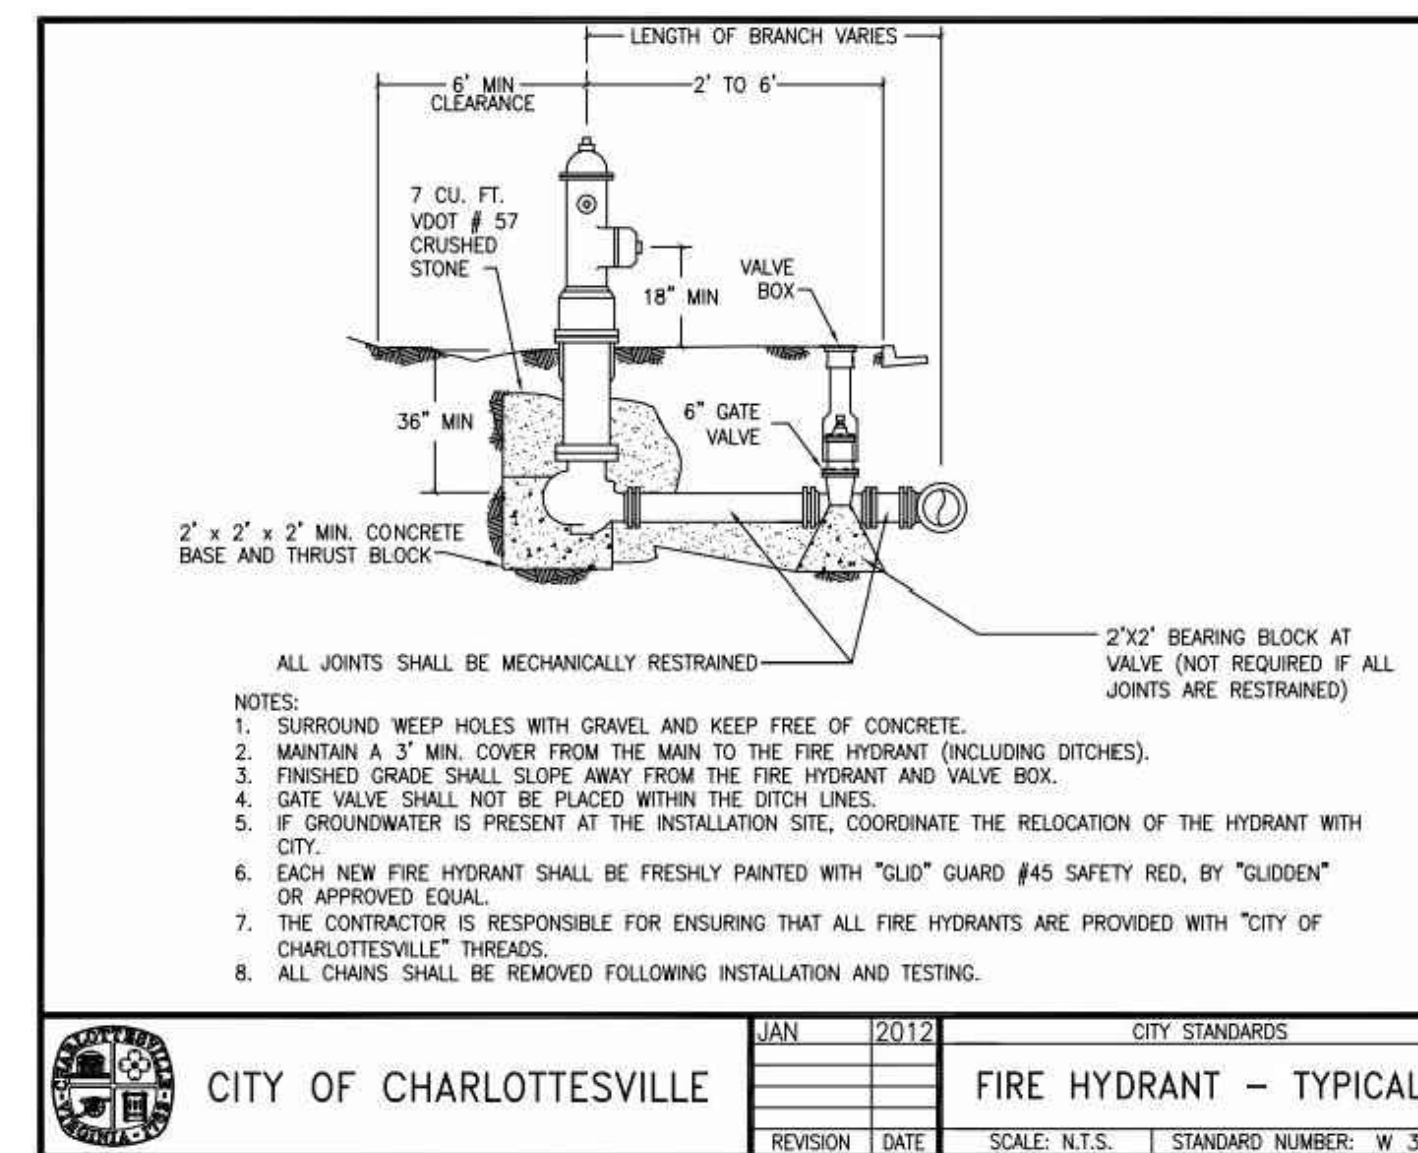 LENGTH OF BRANCH VARIES
6' MIN
CLEARANCE
2' TO 6'
7 CU. FT.
VDOT # 57
CRUSHED
STONE
18" MIN
VALVE
BOX
36" MIN
6" GATE
VALVE
2' x 2' x 2' MIN. CONCRETE
BASE AND THRUST BLOCK
2'X2' BEARING BLOCK AT
VALVE (NOT REQUIRED IF ALL
JOINTS ARE RESTRAINED)
ALL JOINTS SHALL BE MECHANICALLY RESTRAINED
NOTES:
1. SURROUND WEEP HOLES WITH GRAVEL AND KEEP FREE OF CONCRETE.
2. MAINTAIN A 3' MIN. COVER FROM THE MAIN TO THE FIRE HYDRANT (INCLUDING DITCHES).
3. FINISHED GRADE SHALL SLOPE AWAY FROM THE FIRE HYDRANT AND VALVE BOX.
4. GATE VALVE SHALL NOT BE PLACED WITHIN THE DITCH LINES.
5. IF GROUNDWATER IS PRESENT AT THE INSTALLATION SITE, COORDINATE THE RELOCATION OF THE HYDRANT WITH
CITY.
6. EACH NEW FIRE HYDRANT SHALL BE FRESHLY PAINTED WITH "GLID" GUARD #45 SAFETY RED, BY "GLIDDEN"
OR APPROVED EQUAL.
7. THE CONTRACTOR IS RESPONSIBLE FOR ENSURING THAT ALL FIRE HYDRANTS ARE PROVIDED WITH "CITY OF
CHARLOTTESVILLE" THREADS.
8. ALL CHAINS SHALL BE REMOVED FOLLOWING INSTALLATION AND TESTING.
CHARLOTTESVILLE
VIRGINIA - 1762
CITY OF CHARLOTTESVILLE
JAN 2012
REVISION DATE
CITY STANDARDS
FIRE HYDRANT – TYPICAL
SCALE: N.T.S. STANDARD NUMBER: W 3